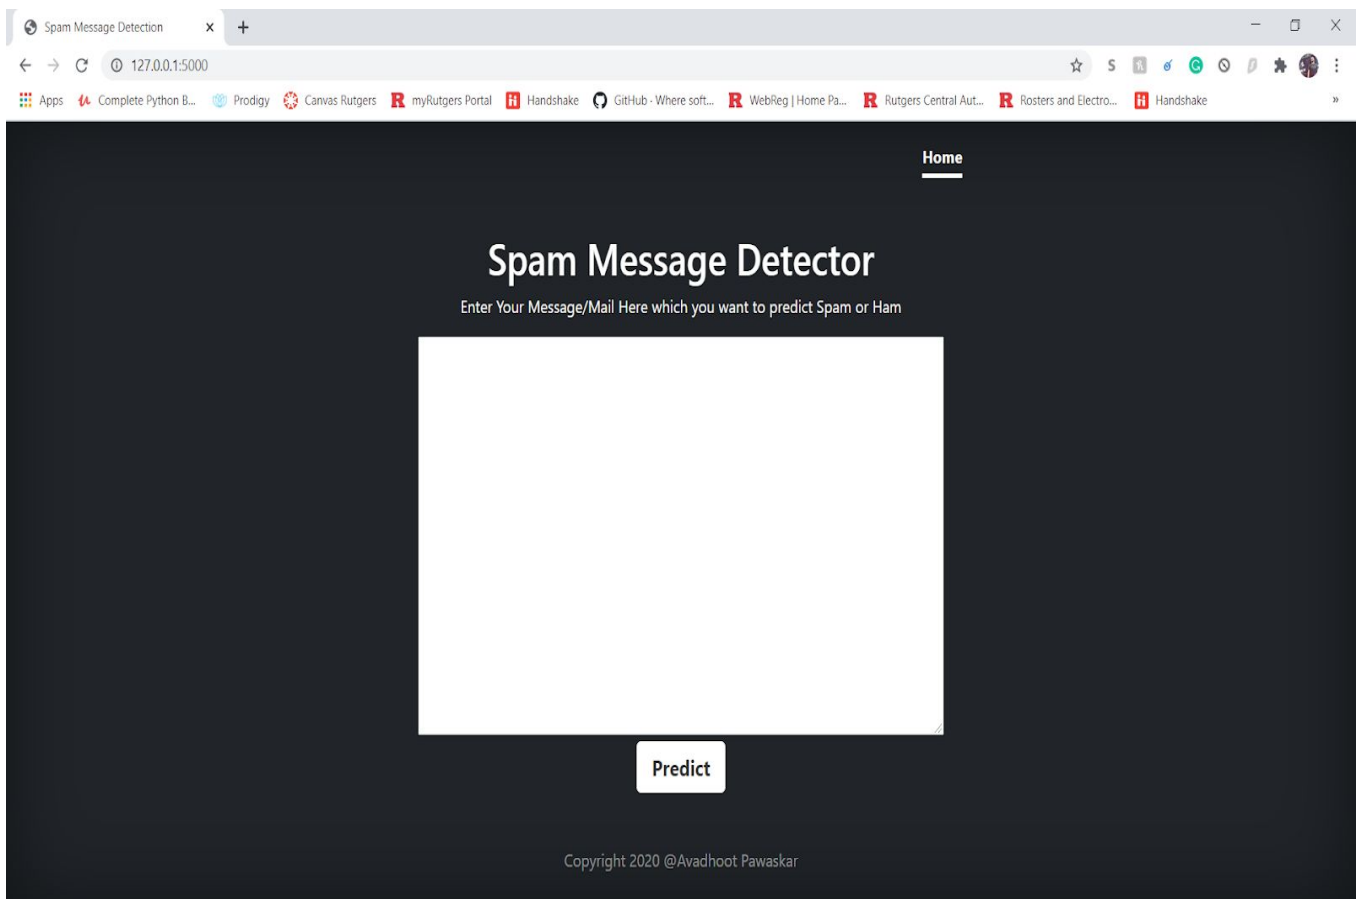 Spam Message Detection
127.0.0.1:5000
Apps Complete Python B... Prodigy Canvas Rutgers myRutgers Portal Handshake GitHub - Where soft... WebReg | Home Pa... Rutgers Central Aut... Rosters and Electro... Handshake »
Home
Spam Message Detector
Enter Your Message/Mail Here which you want to predict Spam or Ham
Predict
Copyright 2020 @Avadhoot Pawaskar